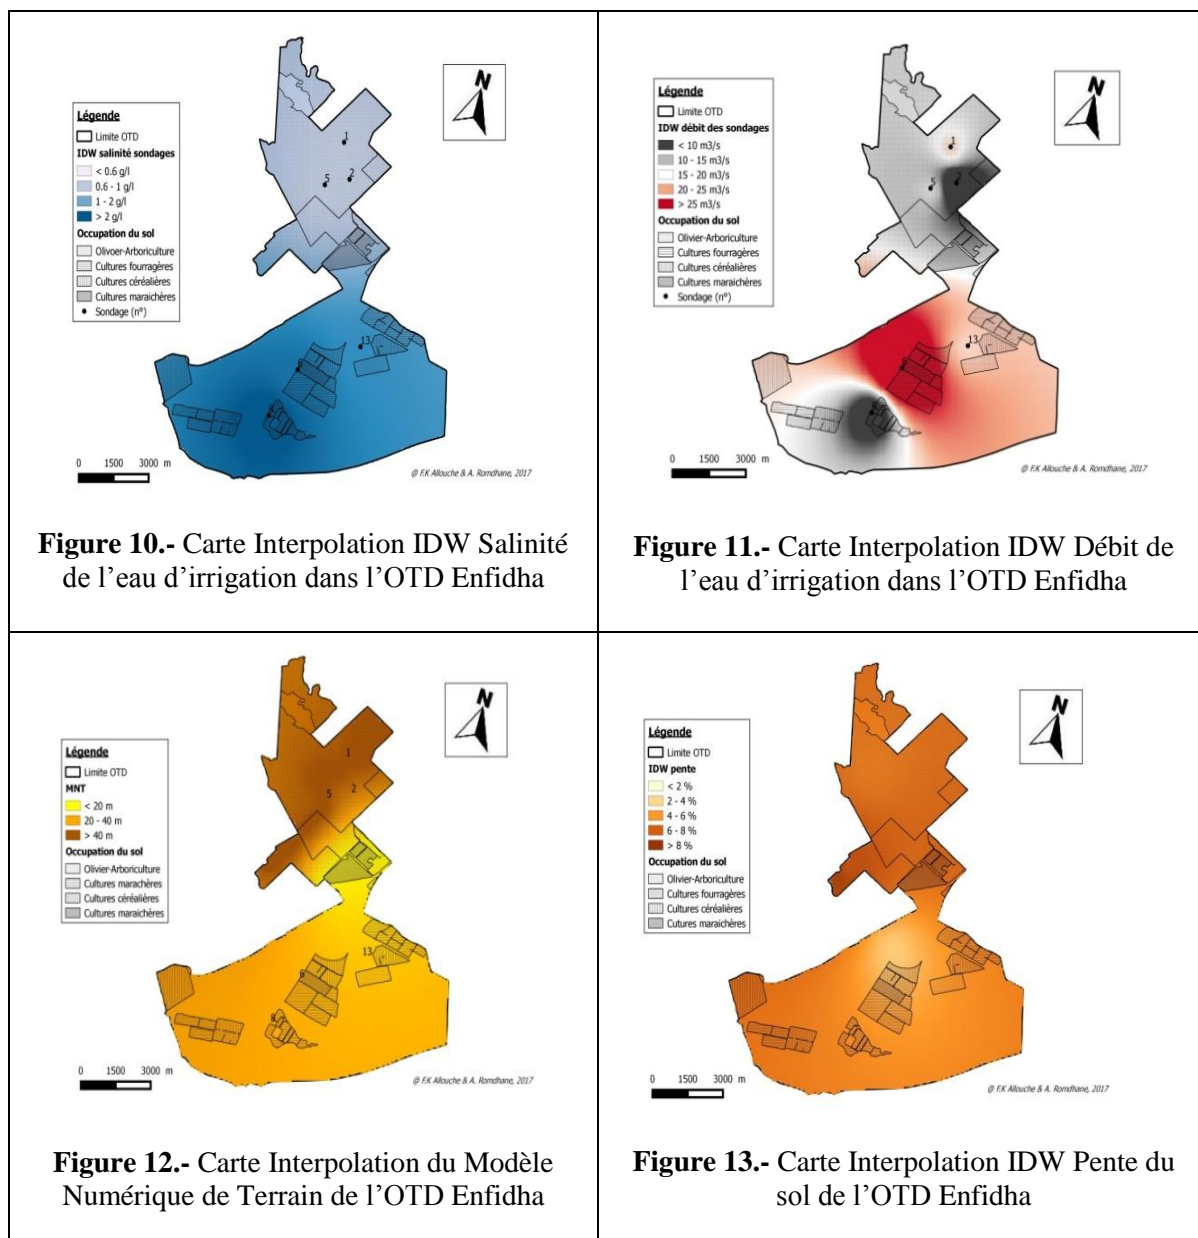 N
Légende
Limite OTD
IDW salinité sondages
< 0.6 g/l
0.6 - 1 g/l
1 - 2 g/l
> 2 g/l
Occupation du sol
Olivoer-Arboriculture
Cultures fourragères
Cultures céréalières
Cultures maraichères
Sondage (n°)
1
2
5
13
0 1500 3000 m
@ F.K Allouche & A. Romdhane, 2017
Figure 10.- Carte Interpolation IDW Salinité
de l'eau d'irrigation dans l'OTD Enfidha
N
Légende
Limite OTD
IDW débit des sondages
< 10 m3/s
10 - 15 m3/s
15 - 20 m3/s
20 - 25 m3/s
> 25 m3/s
Occupation du sol
Olivier-Arboriculture
Cultures fourragères
Cultures céréalières
Cultures maraichères
Sondage (n°)
1
2
5
13
0 1500 3000 m
@ F.K Allouche & A. Romdhane, 2017
Figure 11.- Carte Interpolation IDW Débit de
l'eau d'irrigation dans l'OTD Enfidha
N
Légende
Limite OTD
MNT
< 20 m
20 - 40 m
> 40 m
Occupation du sol
Olivier-Arboriculture
Cultures marachères
Cultures céréalières
Cultures maraichères
1
2
5
13
0 1500 3000 m
@ F.K Allouche & A. Romdhane, 2017
Figure 12.- Carte Interpolation du Modèle
Numérique de Terrain de l'OTD Enfidha
N
Légende
Limite OTD
IDW pente
< 2 %
2 - 4 %
4 - 6 %
6 - 8 %
> 8 %
Occupation du sol
Olivier-Arboriculture
Cultures fourragères
Cultures céréalières
Cutures maraichères
0 1500 3000 m
@ F.K Allouche & A. Romdhane, 2017
Figure 13.- Carte Interpolation IDW Pente du
sol de l'OTD Enfidha